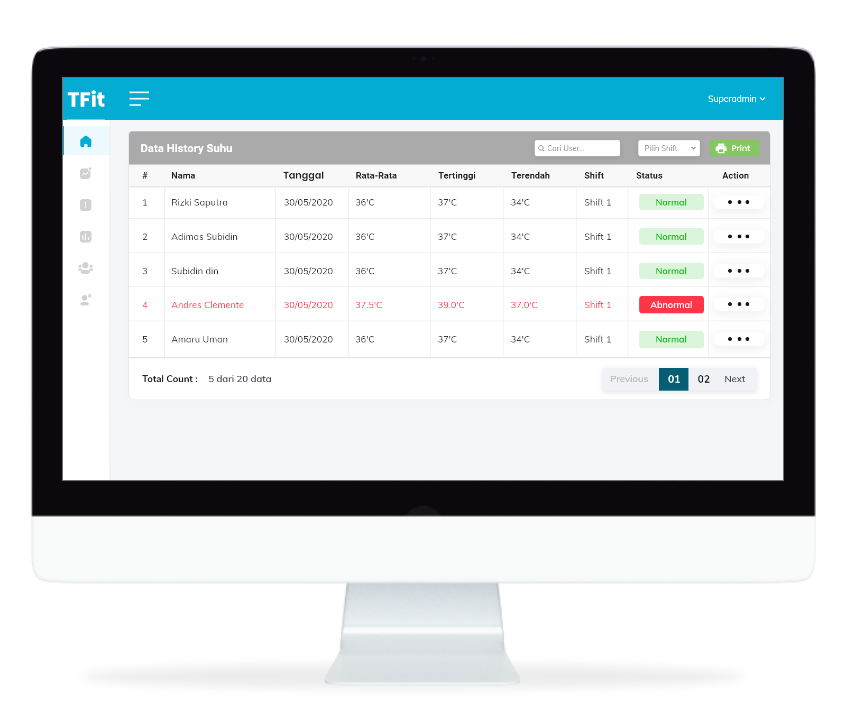 TFit
Superadmin
Data History Suhu
Cari User...
Pilih Shift
Print
# Nama Tanggal Rata-Rata Tertinggi Terendah Shift Status Action
1 Rizki Saputra 30/05/2020 36'C 37'C 34'C Shift 1 Normal
2 Adimas Subidin 30/05/2020 36'C 37'C 34'C Shift 1 Normal
3 Subidin din 30/05/2020 36'C 37'C 34'C Shift 1 Normal
4 Andres Clemente 30/05/2020 37.5'C 39.0'C 37.0'C Shift 1 Abnormal
5 Amaru Uman 30/05/2020 36'C 37'C 34'C Shift 1 Normal
Total Count : 5 dari 20 data
Previous 01 02 Next